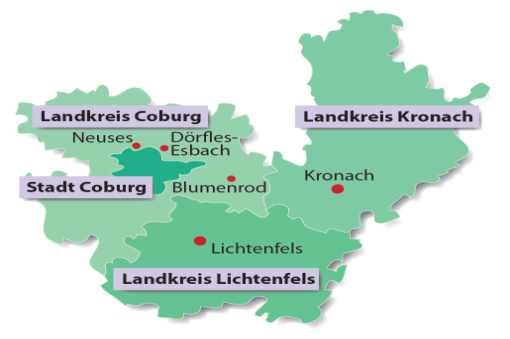 Landkreis Coburg
Landkreis Kronach
Neuses
Dörfles-
Esbach
Kronach
Stadt Coburg
Blumenrod
Lichtenfels
Landkreis Lichtenfels